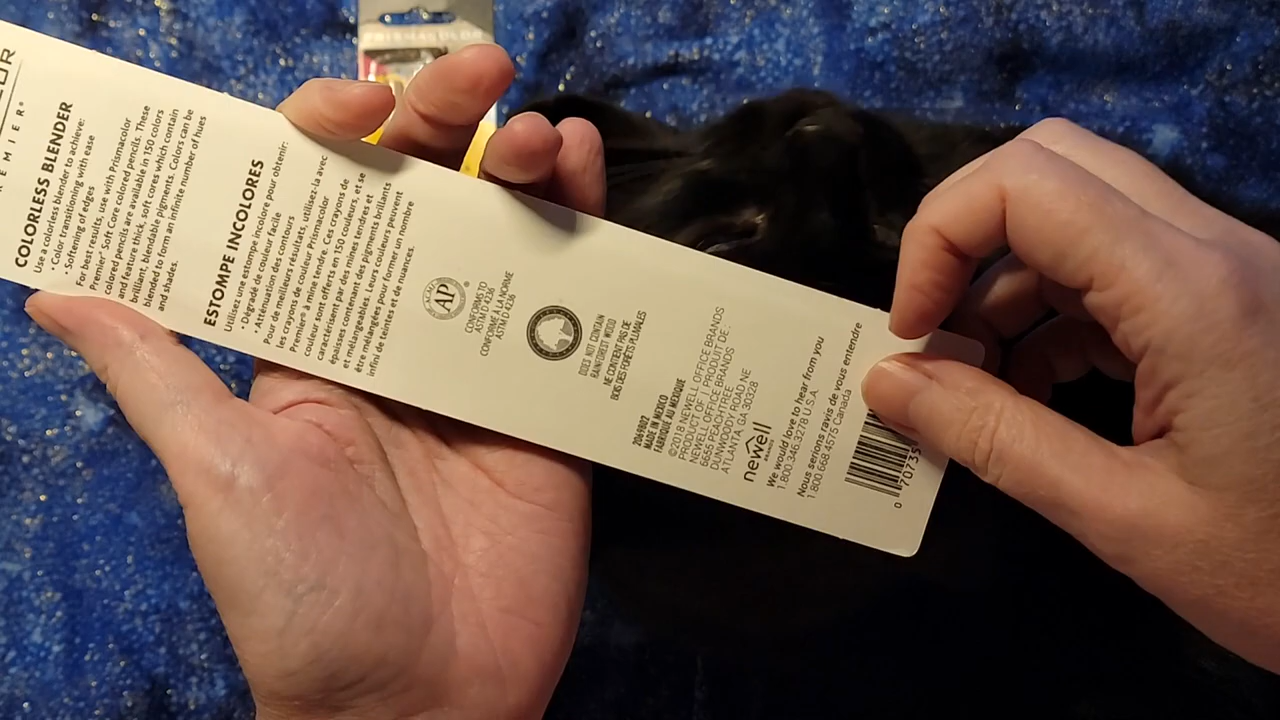 EMIER®
COLORLESS BLENDER
Use a colorless blender to achieve:
• Color transitioning with ease
• Softening of edges
For best results, use with Prismacolor
Premier® Soft Core colored pencils. These
colored pencils are available in 150 colors
and feature thick, soft cores which contain
brilliant, blendable pigments. Colors can be
blended to form an infinite number of hues
and shades.
ESTOMPE INCOLORES
Utilisez une estompe incolore pour obtenir:
• Dégradé de couleur facile
• Atténuation des contours
Pour de meilleurs résultats, utilisez-la avec
les crayons de couleur Prismacolor
Premier® à mine tendre. Ces crayons de
couleur sont offerts en 150 couleurs, et se
caractérisent par des mines tendres et
épaisses contenant des pigments brillants
et mélangeables. Leurs couleurs peuvent
être mélangées pour former un nombre
infini de teintes et de nuances.
ACMI
AP
CONFORMS TO
ASTM D 4236
CONFORME À LA NORME
ASTM D 4236
DOES NOT CONTAIN
RAINFOREST WOOD
NE CONTIENT PAS DE
BOIS DES FORÊTS PLUVIALES
MADE IN MEXICO
FABRIQUÉ AU MEXIQUE
©2018 NEWELL OFFICE BRANDS
PRODUCT OF / PRODUIT DE:
NEWELL OFFICE BRANDS
6655 PEACHTREE
DUNWOODY ROAD NE
ATLANTA, GA 30328
newell
BRANDS
We would love to hear from you
1.800.346.3278 U.S.A.
Nous serions ravis de vous entendre
1 800 668-4575 Canada
0 70735